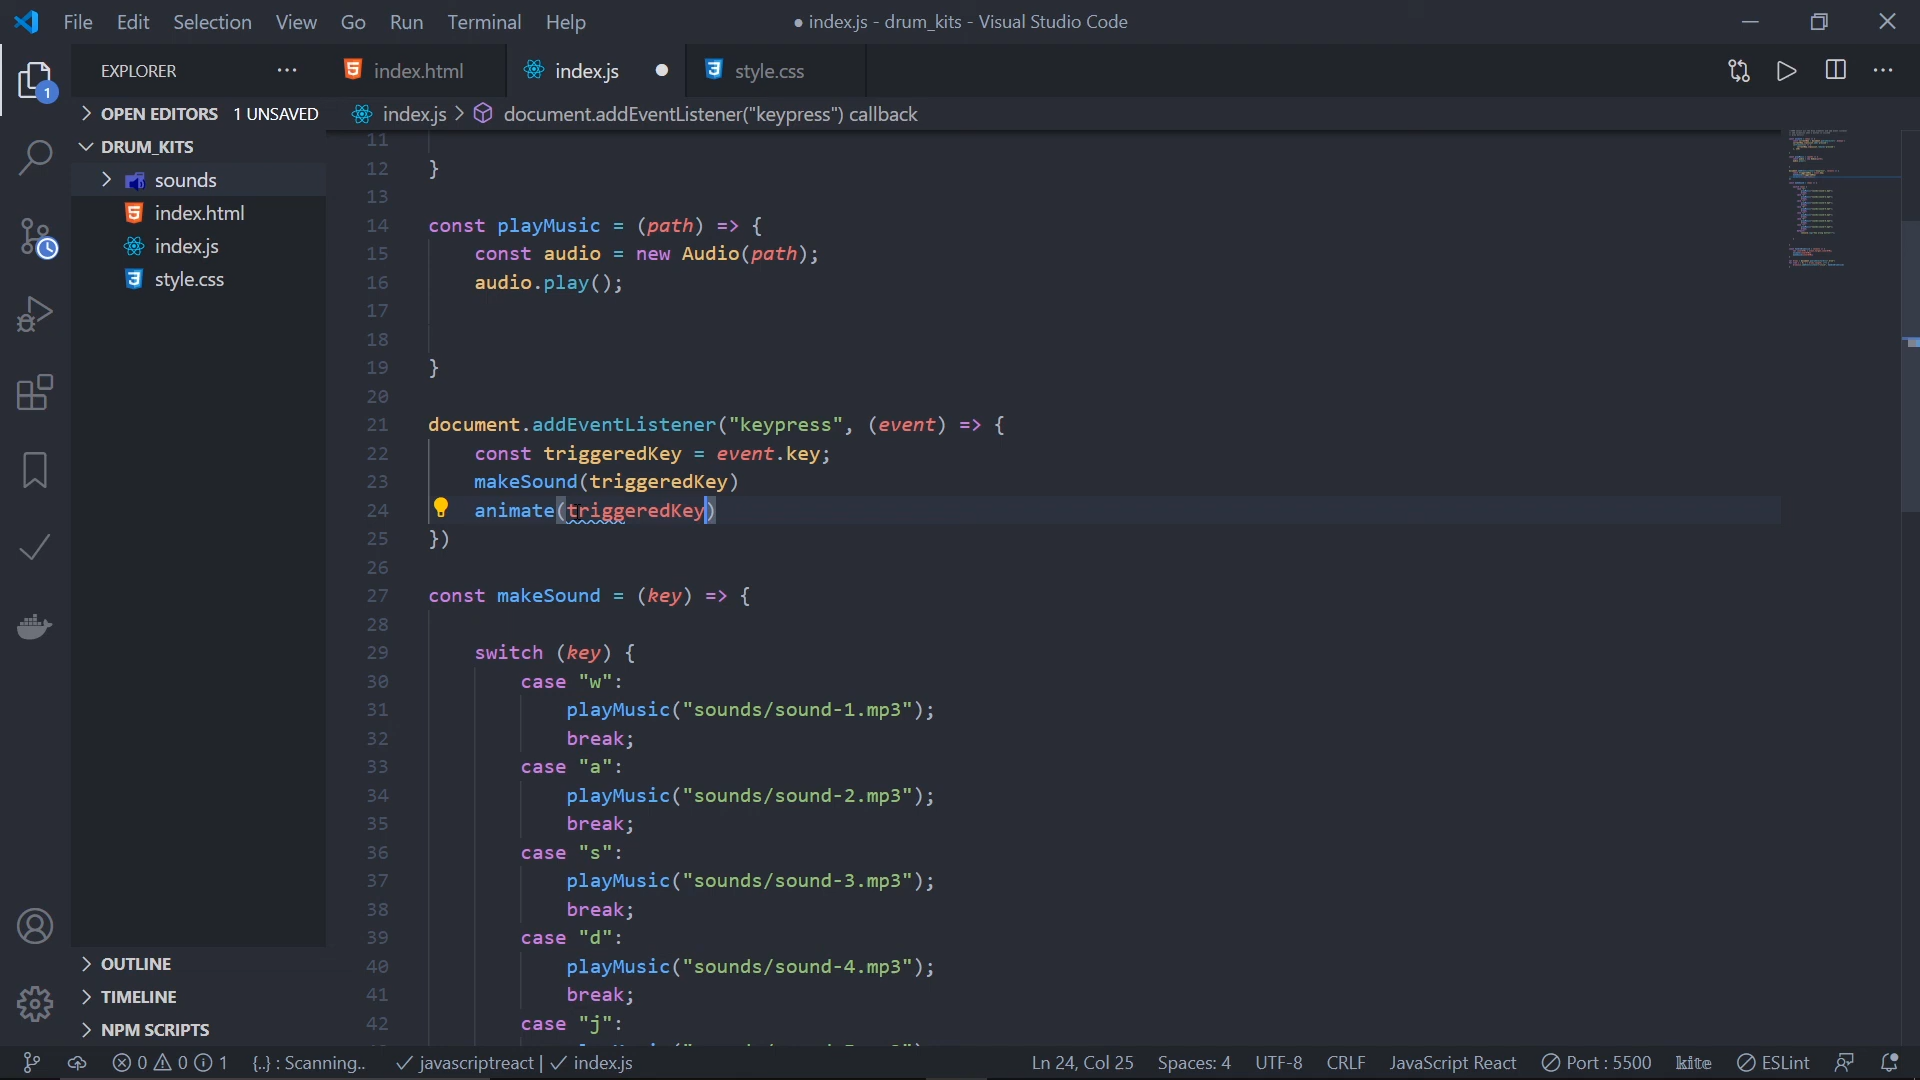 File Edit Selection View Go Run Terminal Help
● index.js - drum_kits - Visual Studio Code
EXPLORER
index.html
index.js
style.css
OPEN EDITORS 1 UNSAVED
index.js > document.addEventListener("keypress") callback
DRUM_KITS
sounds
index.html
index.js
style.css
11
12 }
13
14 const playMusic = (path) => {
15 const audio = new Audio(path);
16 audio.play();
17
18
19 }
20
21 document.addEventListener("keypress", (event) => {
22 const triggeredKey = event.key;
23 makeSound(triggeredKey)
24 animate(triggeredKey)
25 })
26
27 const makeSound = (key) => {
28
29 switch (key) {
30 case "w":
31 playMusic("sounds/sound-1.mp3");
32 break;
33 case "a":
34 playMusic("sounds/sound-2.mp3");
35 break;
36 case "s":
37 playMusic("sounds/sound-3.mp3");
38 break;
39 case "d":
40 playMusic("sounds/sound-4.mp3");
41 break;
42 case "j":
1
OUTLINE
TIMELINE
NPM SCRIPTS
0 0 1 {..} : Scanning.. ✓ javascriptreact | ✓ index.js
Ln 24, Col 25 Spaces: 4 UTF-8 CRLF JavaScript React Port : 5500 kite ESLint